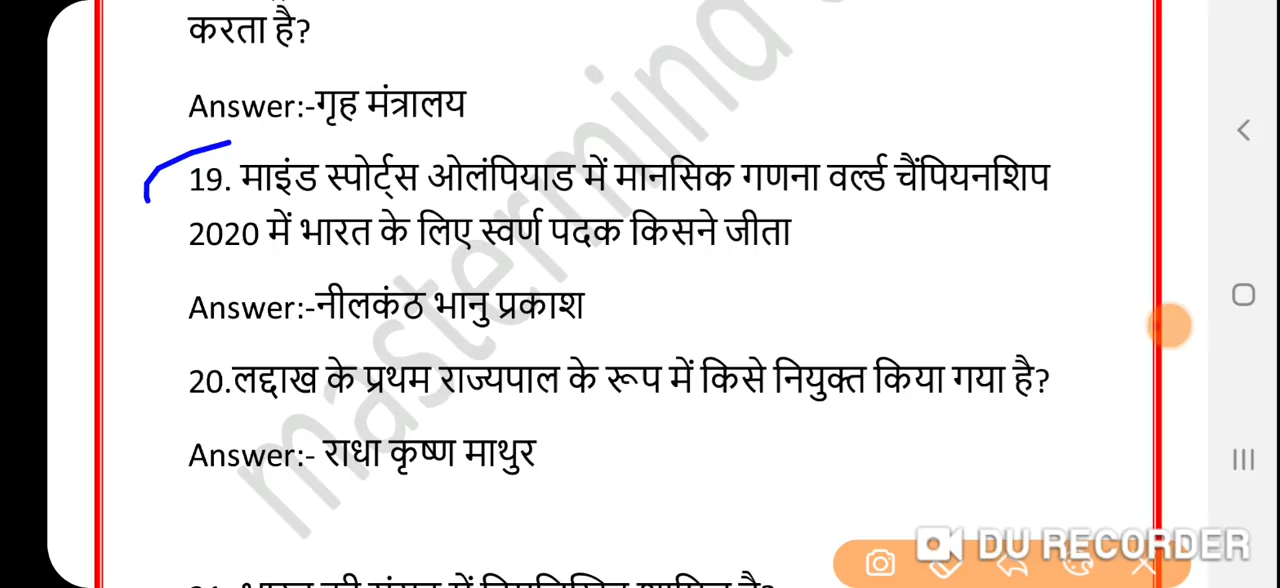 करता है?
Answer:-गृह मंत्रालय
19. माइंड स्पोर्ट्स ओलंपियाड में मानसिक गणना वर्ल्ड चैंपियनशिप
2020 में भारत के लिए स्वर्ण पदक किसने जीता
Answer:-नीलकंठ भानु प्रकाश
20.लद्दाख के प्रथम राज्यपाल के रूप में किसे नियुक्त किया गया है?
Answer:- राधा कृष्ण माथुर
mastermind
DU RECORDER